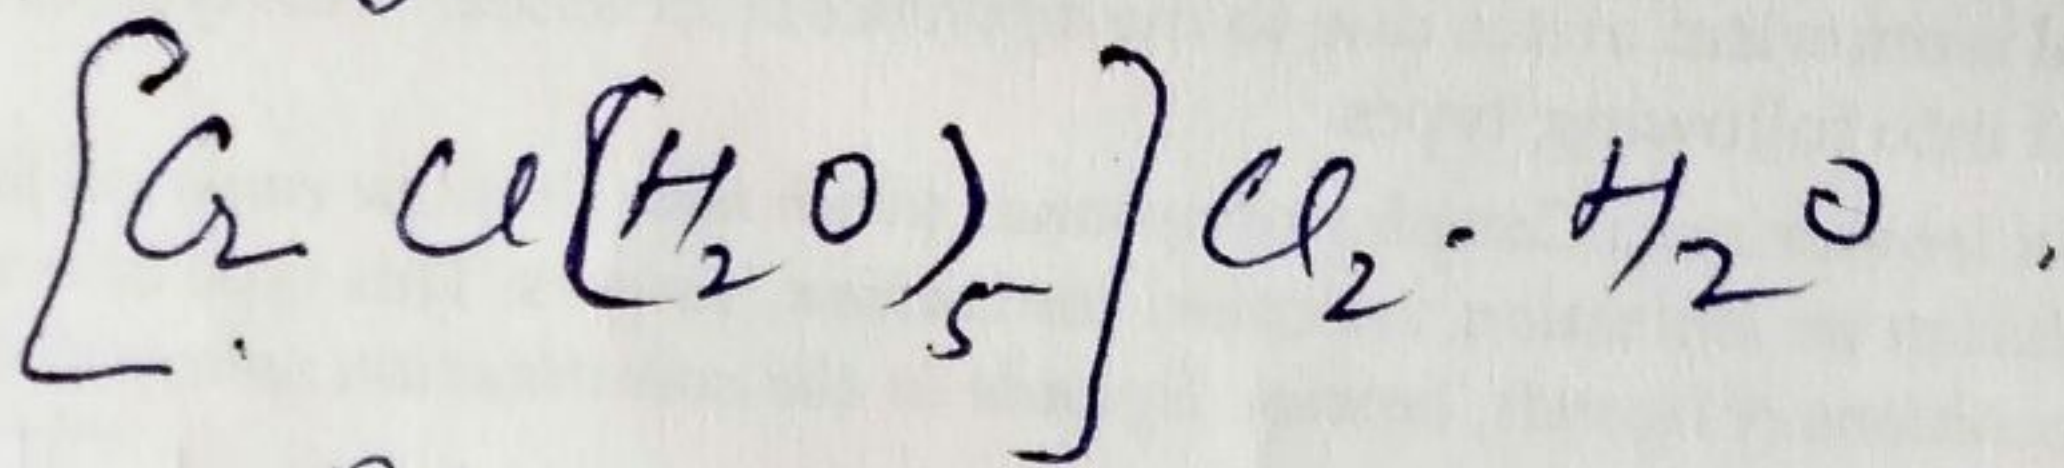 [Cr Cl(H₂O)₅]Cl₂ · H₂O.